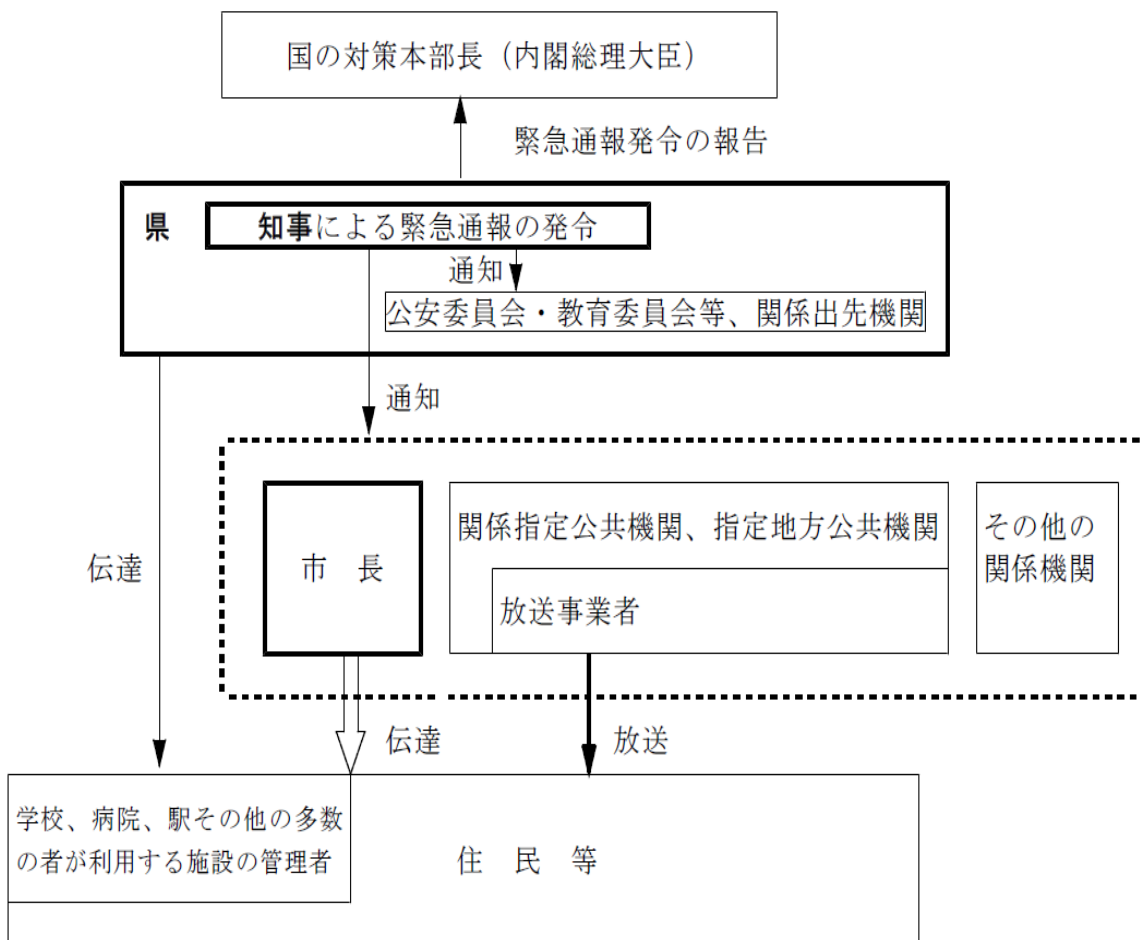 国の対策本部長（内閣総理大臣）
緊急通報発令の報告
県
知事による緊急通報の発令
通知
公安委員会・教育委員会等、関係出先機関
通知
伝達
市　長
関係指定公共機関、指定地方公共機関
放送事業者
その他の
関係機関
伝達
放送
学校、病院、駅その他の多数
の者が利用する施設の管理者
住　民　等